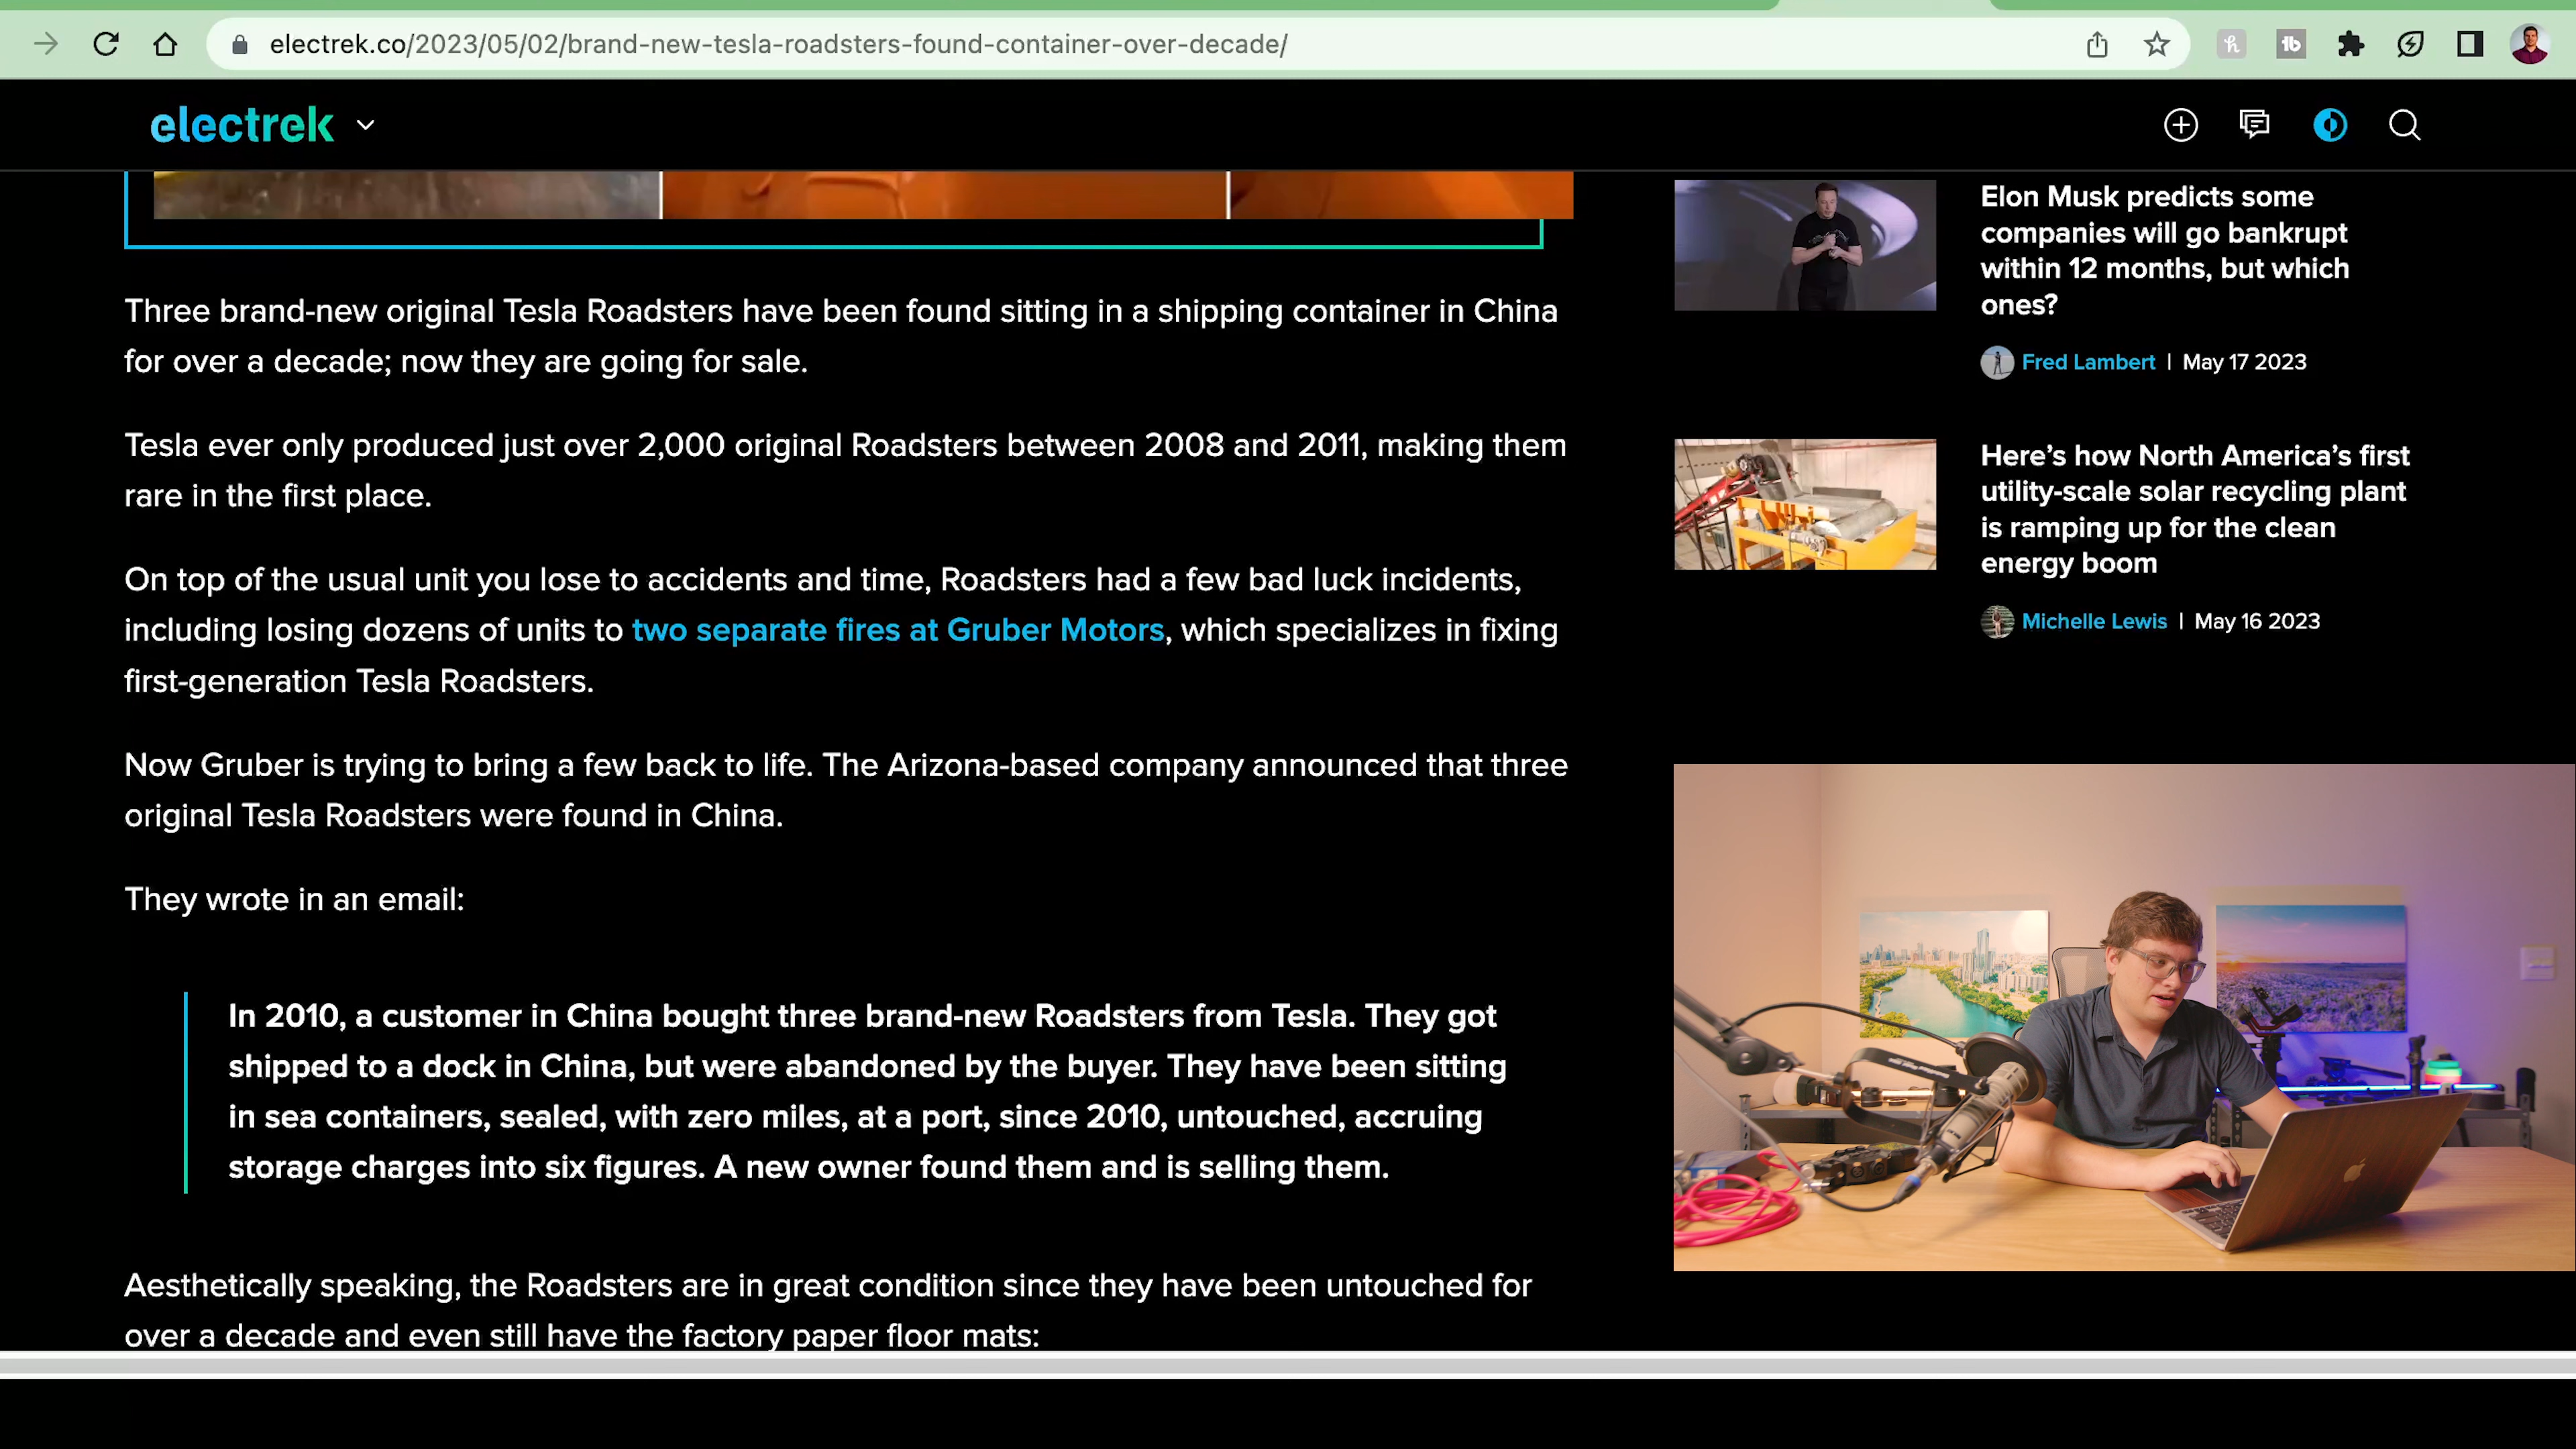 electrek.co/2023/05/02/brand-new-tesla-roadsters-found-container-over-decade/
electrek
Three brand-new original Tesla Roadsters have been found sitting in a shipping container in China
for over a decade; now they are going for sale.
Tesla ever only produced just over 2,000 original Roadsters between 2008 and 2011, making them
rare in the first place.
On top of the usual unit you lose to accidents and time, Roadsters had a few bad luck incidents,
including losing dozens of units to two separate fires at Gruber Motors, which specializes in fixing
first-generation Tesla Roadsters.
Now Gruber is trying to bring a few back to life. The Arizona-based company announced that three
original Tesla Roadsters were found in China.
They wrote in an email:
In 2010, a customer in China bought three brand-new Roadsters from Tesla. They got
shipped to a dock in China, but were abandoned by the buyer. They have been sitting
in sea containers, sealed, with zero miles, at a port, since 2010, untouched, accruing
storage charges into six figures. A new owner found them and is selling them.
Aesthetically speaking, the Roadsters are in great condition since they have been untouched for
over a decade and even still have the factory paper floor mats:
Elon Musk predicts some
companies will go bankrupt
within 12 months, but which
ones?
Fred Lambert | May 17 2023
Here’s how North America’s first
utility-scale solar recycling plant
is ramping up for the clean
energy boom
Michelle Lewis | May 16 2023